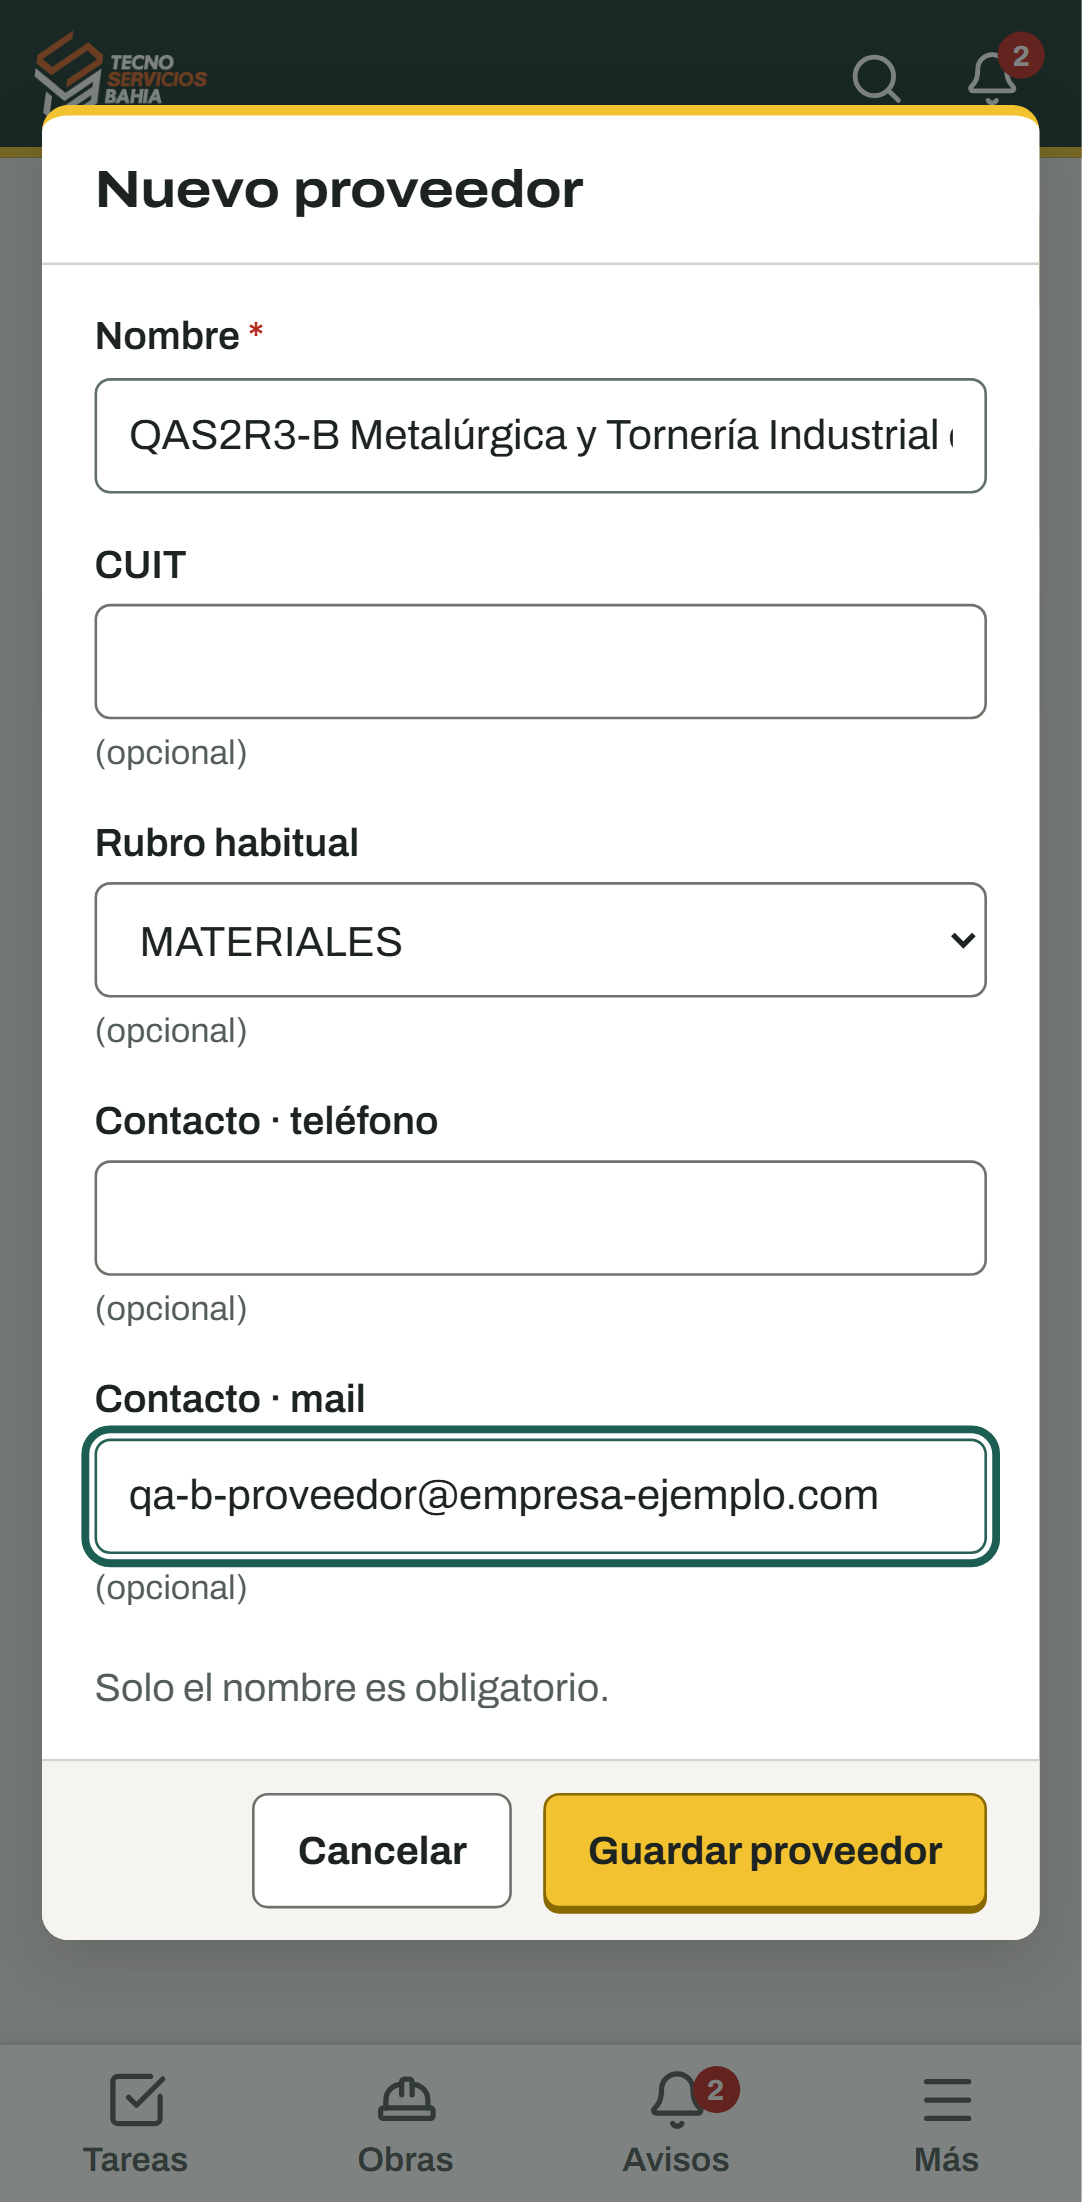 TECNO
SERVICIOS
BAHIA
2
Nuevo proveedor
Nombre *
QAS2R3-B Metalúrgica y Tornería Industrial
CUIT
(opcional)
Rubro habitual
MATERIALES
(opcional)
Contacto · teléfono
(opcional)
Contacto · mail
qa-b-proveedor@empresa-ejemplo.com
(opcional)
Solo el nombre es obligatorio.
Cancelar
Guardar proveedor
2
Tareas
Obras
Avisos
Más